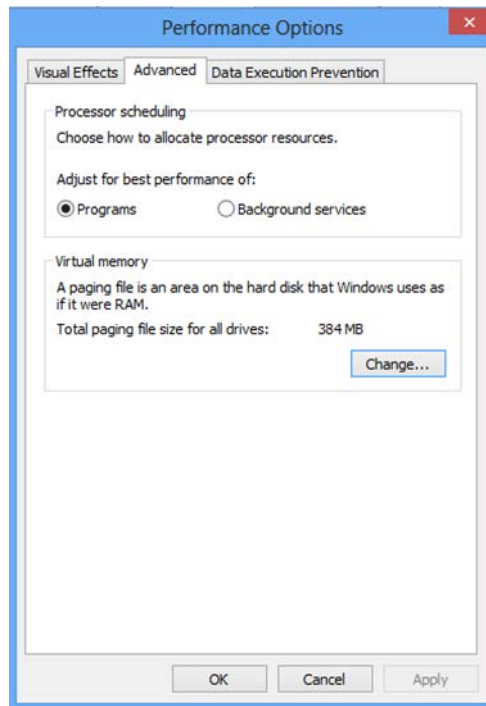 Performance Options
Visual Effects Advanced Data Execution Prevention
Processor scheduling
Choose how to allocate processor resources.
Adjust for best performance of:
Programs Background services
Virtual memory
A paging file is an area on the hard disk that Windows uses as
if it were RAM.
Total paging file size for all drives: 384 MB
Change...
OK Cancel Apply